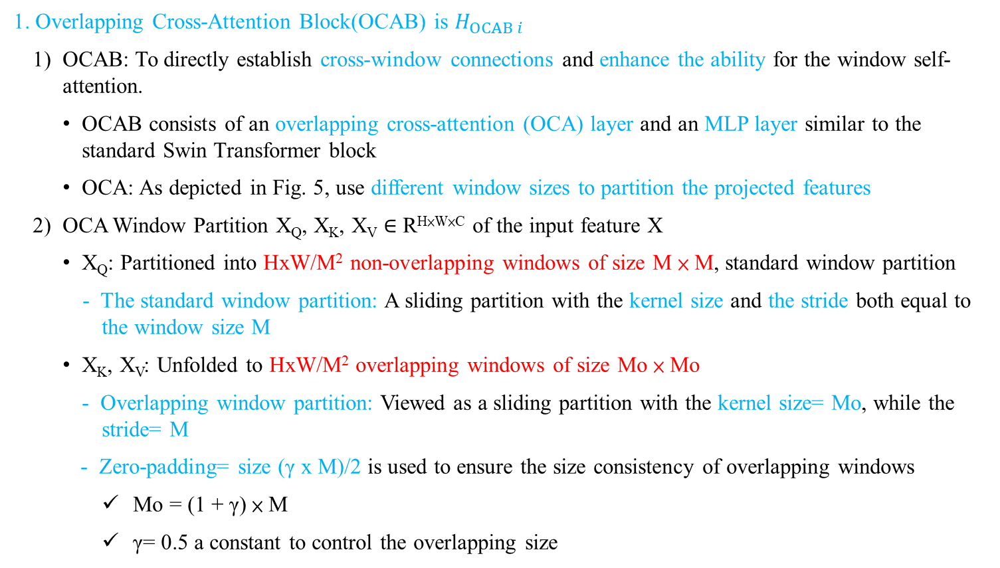 1. Overlapping Cross-Attention Block(OCAB) is H_OCAB i
1) OCAB: To directly establish cross-window connections and enhance the ability for the window self-
attention.
• OCAB consists of an overlapping cross-attention (OCA) layer and an MLP layer similar to the
standard Swin Transformer block
• OCA: As depicted in Fig. 5, use different window sizes to partition the projected features
2) OCA Window Partition X_Q, X_K, X_V ∈ R^H×W×C of the input feature X
• X_Q: Partitioned into HxW/M² non-overlapping windows of size M × M, standard window partition
- The standard window partition: A sliding partition with the kernel size and the stride both equal to
the window size M
• X_K, X_V: Unfolded to HxW/M² overlapping windows of size Mo × Mo
- Overlapping window partition: Viewed as a sliding partition with the kernel size= Mo, while the
stride= M
- Zero-padding= size (γ x M)/2 is used to ensure the size consistency of overlapping windows
✓ Mo = (1 + γ) × M
✓ γ= 0.5 a constant to control the overlapping size